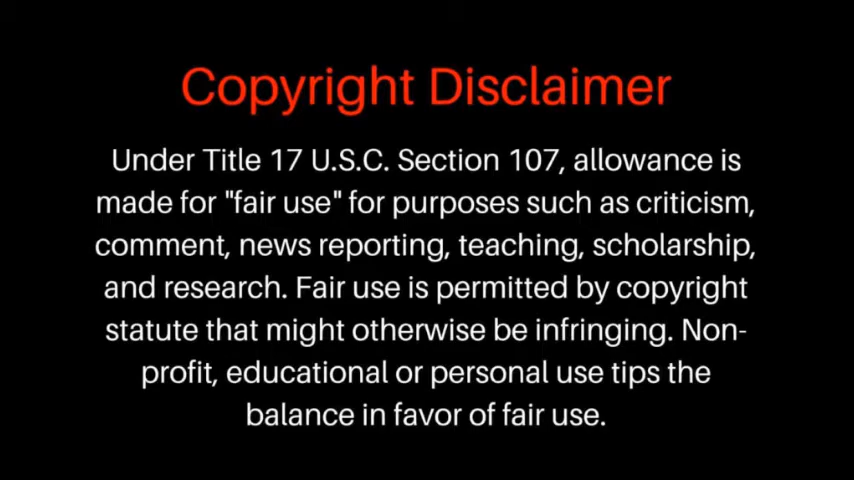 Copyright Disclaimer
Under Title 17 U.S.C. Section 107, allowance is
made for "fair use" for purposes such as criticism,
comment, news reporting, teaching, scholarship,
and research. Fair use is permitted by copyright
statute that might otherwise be infringing. Non-
profit, educational or personal use tips the
balance in favor of fair use.